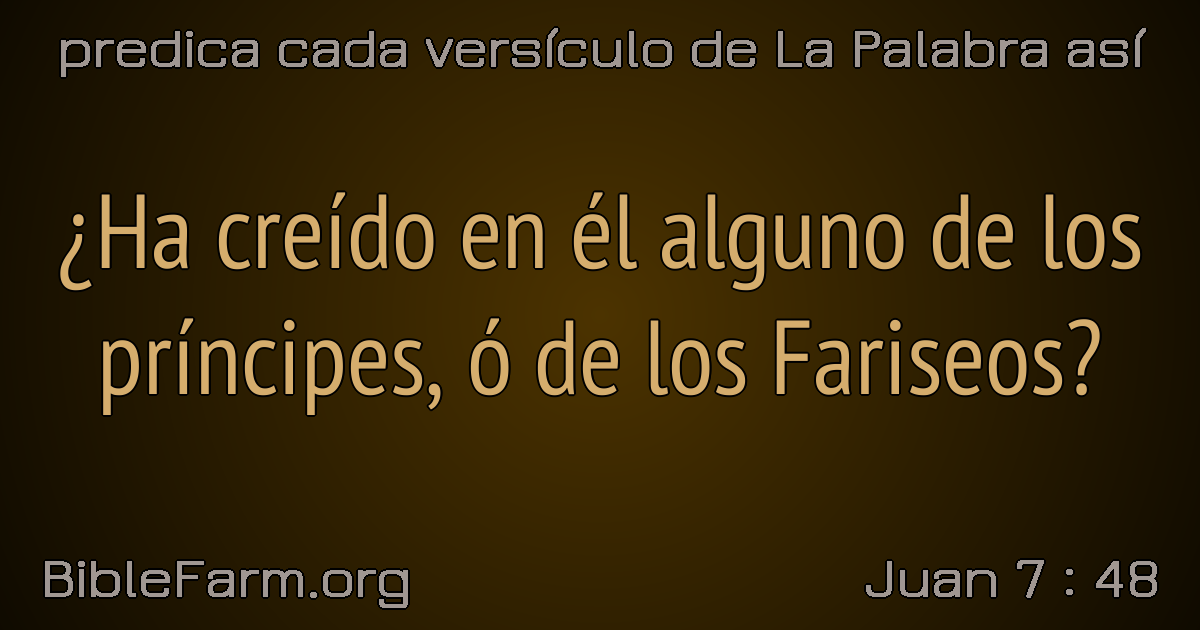 predica cada versículo de La Palabra así
¿Ha creído en él alguno de los
príncipes, ó de los Fariseos?
BibleFarm.org
Juan 7 : 48